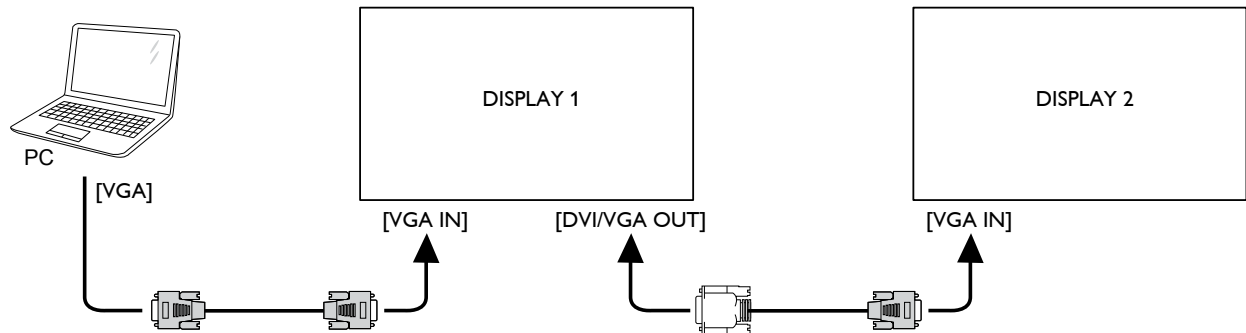 DISPLAY 1
DISPLAY 2
PC
[VGA]
[VGA IN]
[DVI/VGA OUT]
[VGA IN]